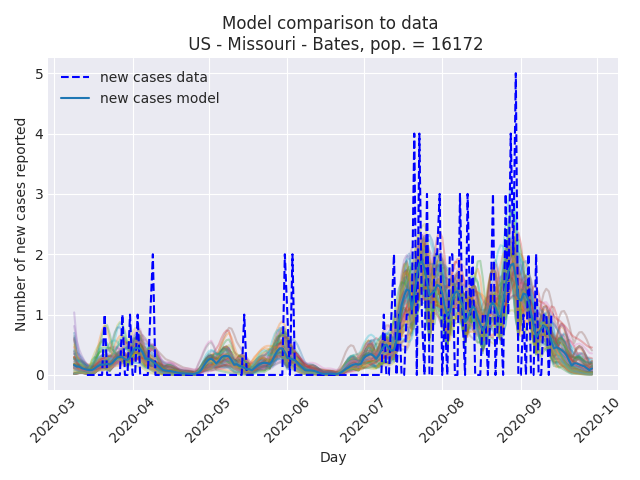 Model comparison to data
US - Missouri - Bates, pop. = 16172
new cases data
new cases model
Number of new cases reported
5
4
3
2
1
0
2020-03
2020-04
2020-05
2020-06
2020-07
2020-08
2020-09
2020-10
Day